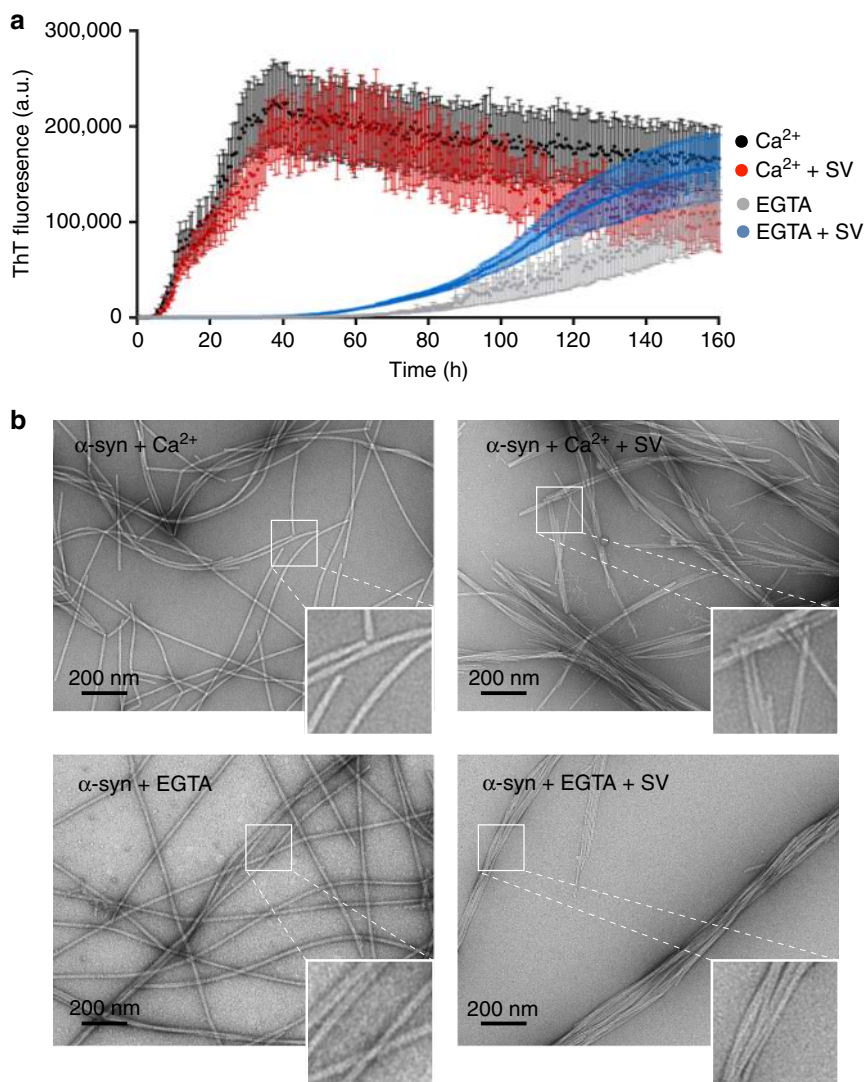 a
300,000
200,000
100,000
0
ThT fluoresence (a.u.)
0 20 40 60 80 100 120 140 160
Time (h)
Ca²⁺
Ca²⁺ + SV
EGTA
EGTA + SV
b
α-syn + Ca²⁺
200 nm
α-syn + Ca²⁺ + SV
200 nm
α-syn + EGTA
200 nm
α-syn + EGTA + SV
200 nm